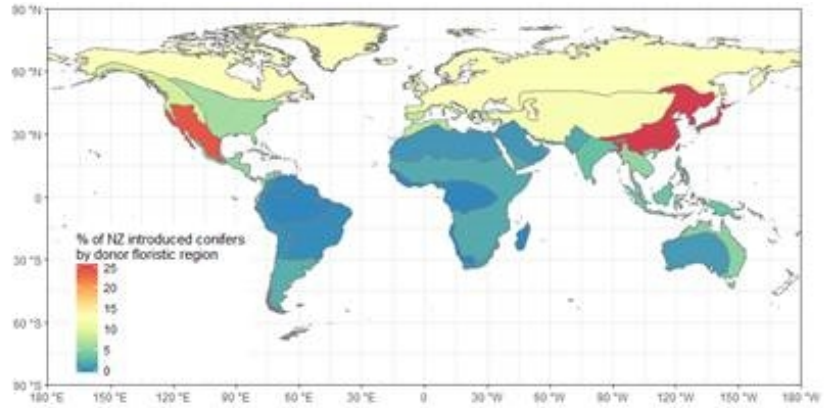 90 °N
60 °N
30 °N
0
30 °S
60 °S
90 °S
% of NZ introduced conifers
by donor floristic region
25
20
15
10
5
0
180 °E 150 °E 120 °E 90 °E 60 °E 30 °E 0 30 °W 60 °W 90 °W 120 °W 150 °W 180 °W